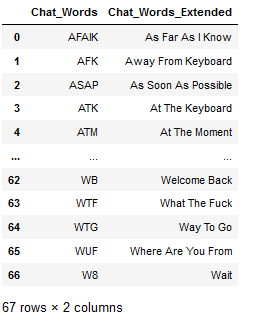 Chat_Words Chat_Words_Extended
0 AFAIK As Far As I Know
1 AFK Away From Keyboard
2 ASAP As Soon As Possible
3 ATK At The Keyboard
4 ATM At The Moment
... ... ...
62 WB Welcome Back
63 WTF What The Fuck
64 WTG Way To Go
65 WUF Where Are You From
66 W8 Wait
67 rows × 2 columns